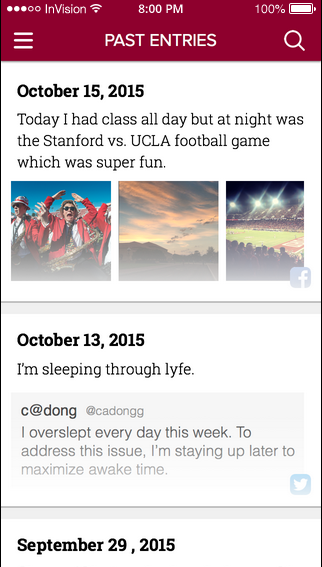 InVision 8:00 PM 100%
PAST ENTRIES
October 15, 2015
Today I had class all day but at night was
the Stanford vs. UCLA football game
which was super fun.
October 13, 2015
I'm sleeping through lyfe.
c@dong @cadongg
I overslept every day this week. To
address this issue, I'm staying up later to
maximize awake time.
September 29 , 2015